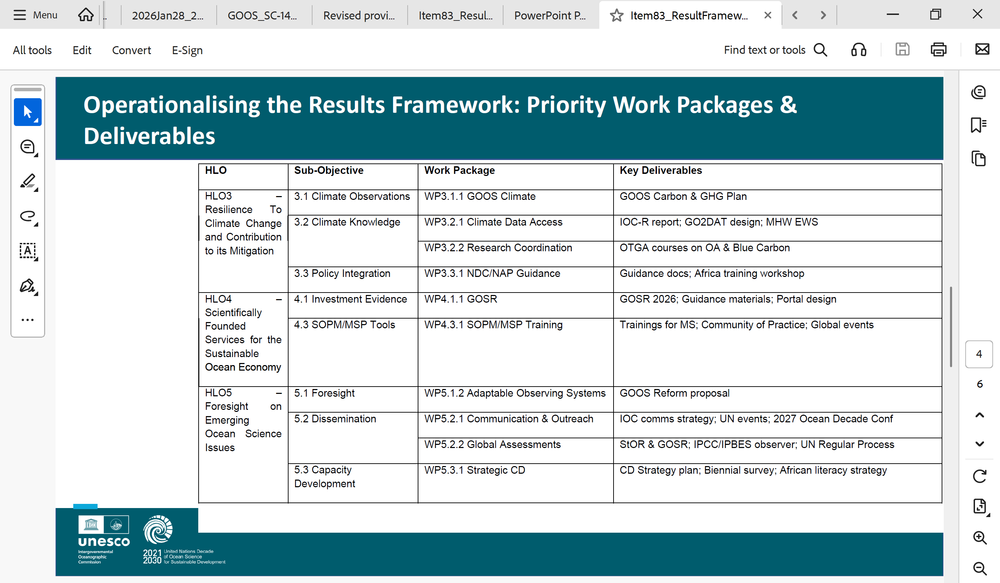 Menu
..
2026Jan28_2...
GOOS_SC-14...
Revised provi...
Item83_Resul...
PowerPoint P...
Item83_ResultFramew...
All tools
Edit
Convert
E-Sign
Find text or tools
Operationalising the Results Framework: Priority Work Packages &
Deliverables
HLO
Sub-Objective
Work Package
Key Deliverables
HLO3 –
Resilience To
Climate Change
and Contribution
to its Mitigation
3.1 Climate Observations
WP3.1.1 GOOS Climate
GOOS Carbon & GHG Plan
3.2 Climate Knowledge
WP3.2.1 Climate Data Access
IOC-R report; GO2DAT design; MHW EWS
WP3.2.2 Research Coordination
OTGA courses on OA & Blue Carbon
3.3 Policy Integration
WP3.3.1 NDC/NAP Guidance
Guidance docs; Africa training workshop
HLO4 –
Scientifically
Founded
Services for the
Sustainable
Ocean Economy
4.1 Investment Evidence
WP4.1.1 GOSR
GOSR 2026; Guidance materials; Portal design
4.3 SOPM/MSP Tools
WP4.3.1 SOPM/MSP Training
Trainings for MS; Community of Practice; Global events
HLO5 –
Foresight on
Emerging
Ocean Science
Issues
5.1 Foresight
WP5.1.2 Adaptable Observing Systems
GOOS Reform proposal
5.2 Dissemination
WP5.2.1 Communication & Outreach
IOC comms strategy; UN events; 2027 Ocean Decade Conf
WP5.2.2 Global Assessments
StOR & GOSR; IPCC/IPBES observer; UN Regular Process
5.3 Capacity
Development
WP5.3.1 Strategic CD
CD Strategy plan; Biennial survey; African literacy strategy
4
6
unesco
Intergovernmental
Oceanographic
Commission
2021
2030
United Nations Decade
of Ocean Science
for Sustainable Development